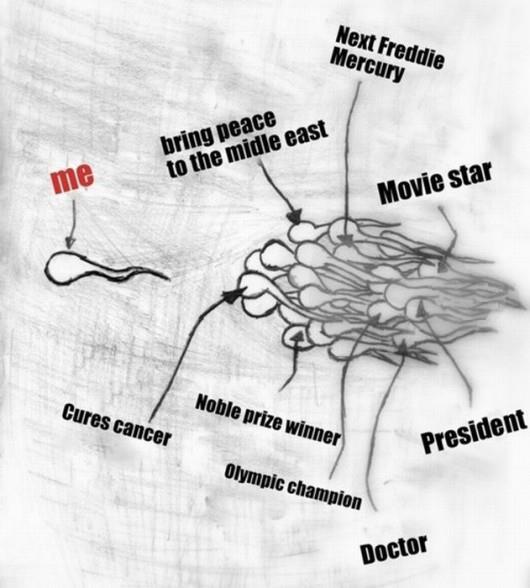 Next Freddie
Mercury
bring peace
to the midle east
me
Movie star
Cures cancer
Noble prize winner
Olympic champion
President
Doctor